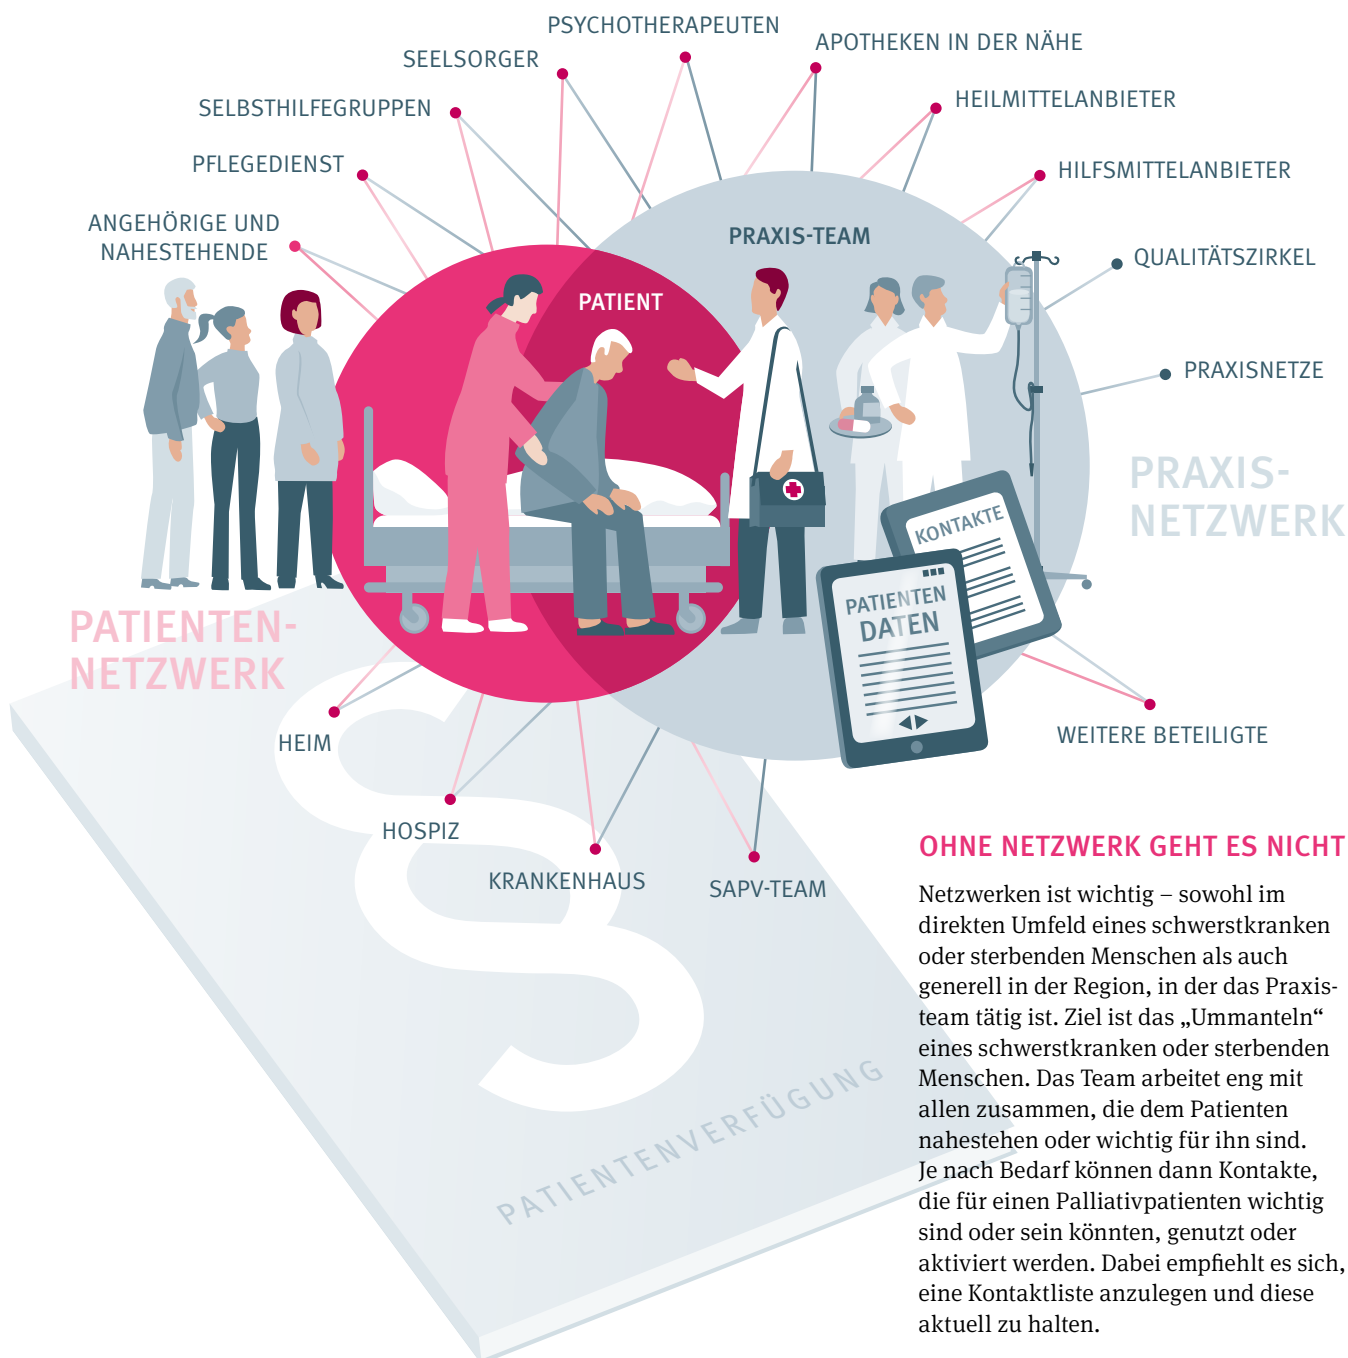 PSYCHOTHERAPEUTEN
APOTHEKEN IN DER NÄHE
SEELSORGER
HEILMITTELANBIETER
SELBSTHILFEGRUPPEN
PFLEGEDIENST
HILFSMITTELANBIETER
ANGEHÖRIGE UND
NAHESTEHENDE
PRAXIS-TEAM
QUALITÄTSZIRKEL
PATIENT
PRAXISNETZE
PRAXIS-
NETZWERK
KONTAKTE
PATIENTEN
DATEN
PATIENTEN-
NETZWERK
HEIM
WEITERE BETEILIGTE
HOSPIZ
KRANKENHAUS
SAPV-TEAM
PATIENTENVERFÜGUNG
OHNE NETZWERK GEHT ES NICHT
Netzwerken ist wichtig – sowohl im
direkten Umfeld eines schwerstkranken
oder sterbenden Menschen als auch
generell in der Region, in der das Praxis-
team tätig ist. Ziel ist das „Ummanteln“
eines schwerstkranken oder sterbenden
Menschen. Das Team arbeitet eng mit
allen zusammen, die dem Patienten
nahestehen oder wichtig für ihn sind.
Je nach Bedarf können dann Kontakte,
die für einen Palliativpatienten wichtig
sind oder sein könnten, genutzt oder
aktiviert werden. Dabei empfiehlt es sich,
eine Kontaktliste anzulegen und diese
aktuell zu halten.